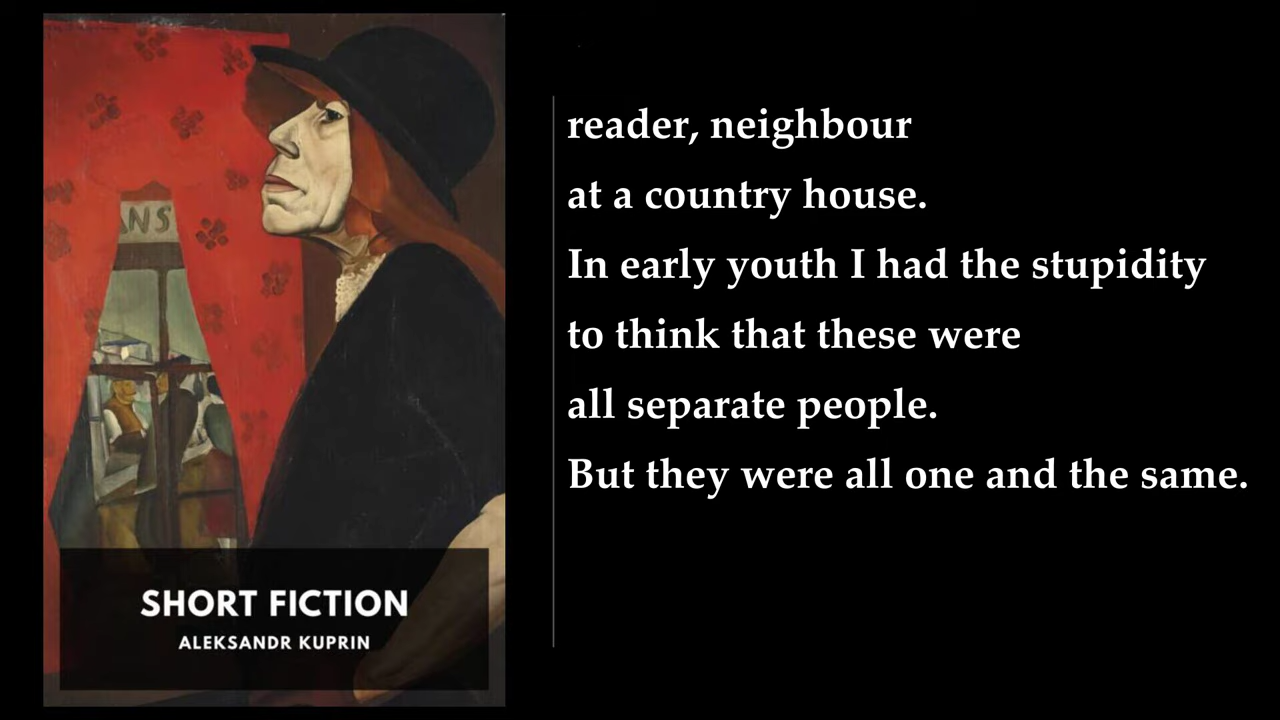 ANS
SHORT FICTION
ALEKSANDR KUPRIN
reader, neighbour
at a country house.
In early youth I had the stupidity
to think that these were
all separate people.
But they were all one and the same.